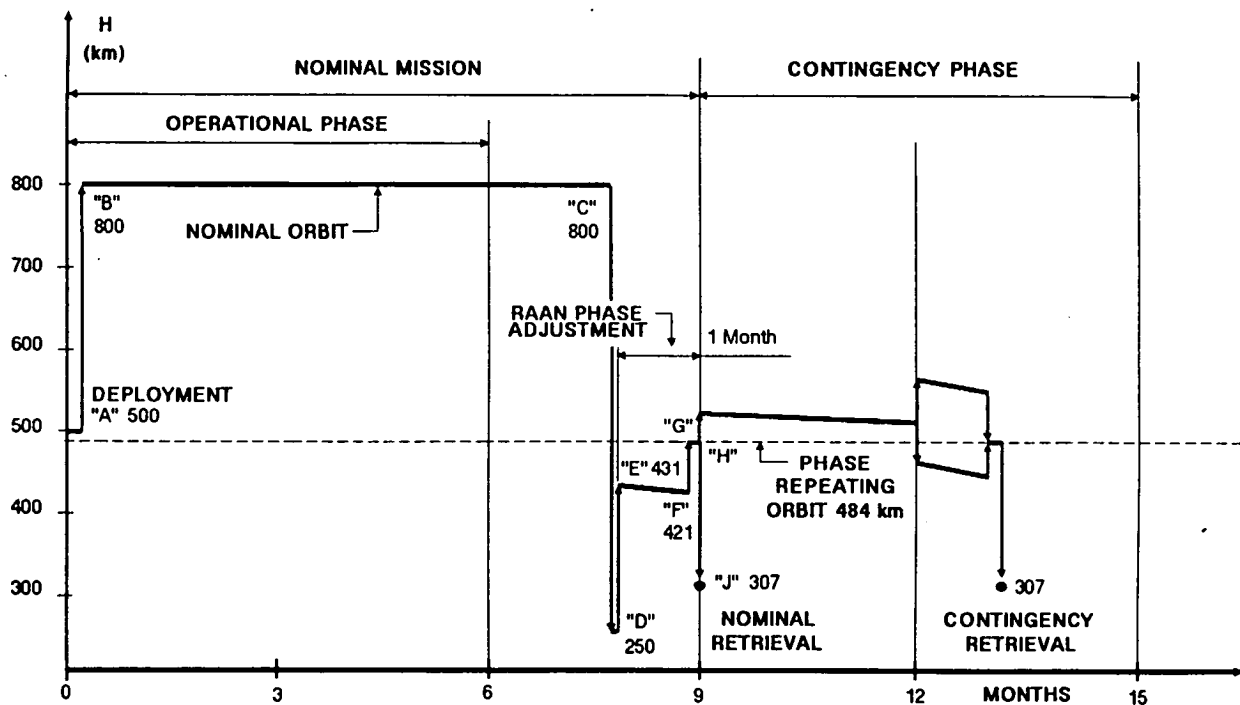 H
(km)
NOMINAL MISSION
CONTINGENCY PHASE
OPERATIONAL PHASE
800
"B"
800
NOMINAL ORBIT
"C"
800
700
RAAN PHASE
ADJUSTMENT
1 Month
600
DEPLOYMENT
"A" 500
500
"G"
"E" 431
"H"
PHASE
REPEATING
ORBIT 484 km
400
"F"
421
300
"J" 307
307
"D"
250
NOMINAL
RETRIEVAL
CONTINGENCY
RETRIEVAL
0
3
6
9
12
MONTHS
15